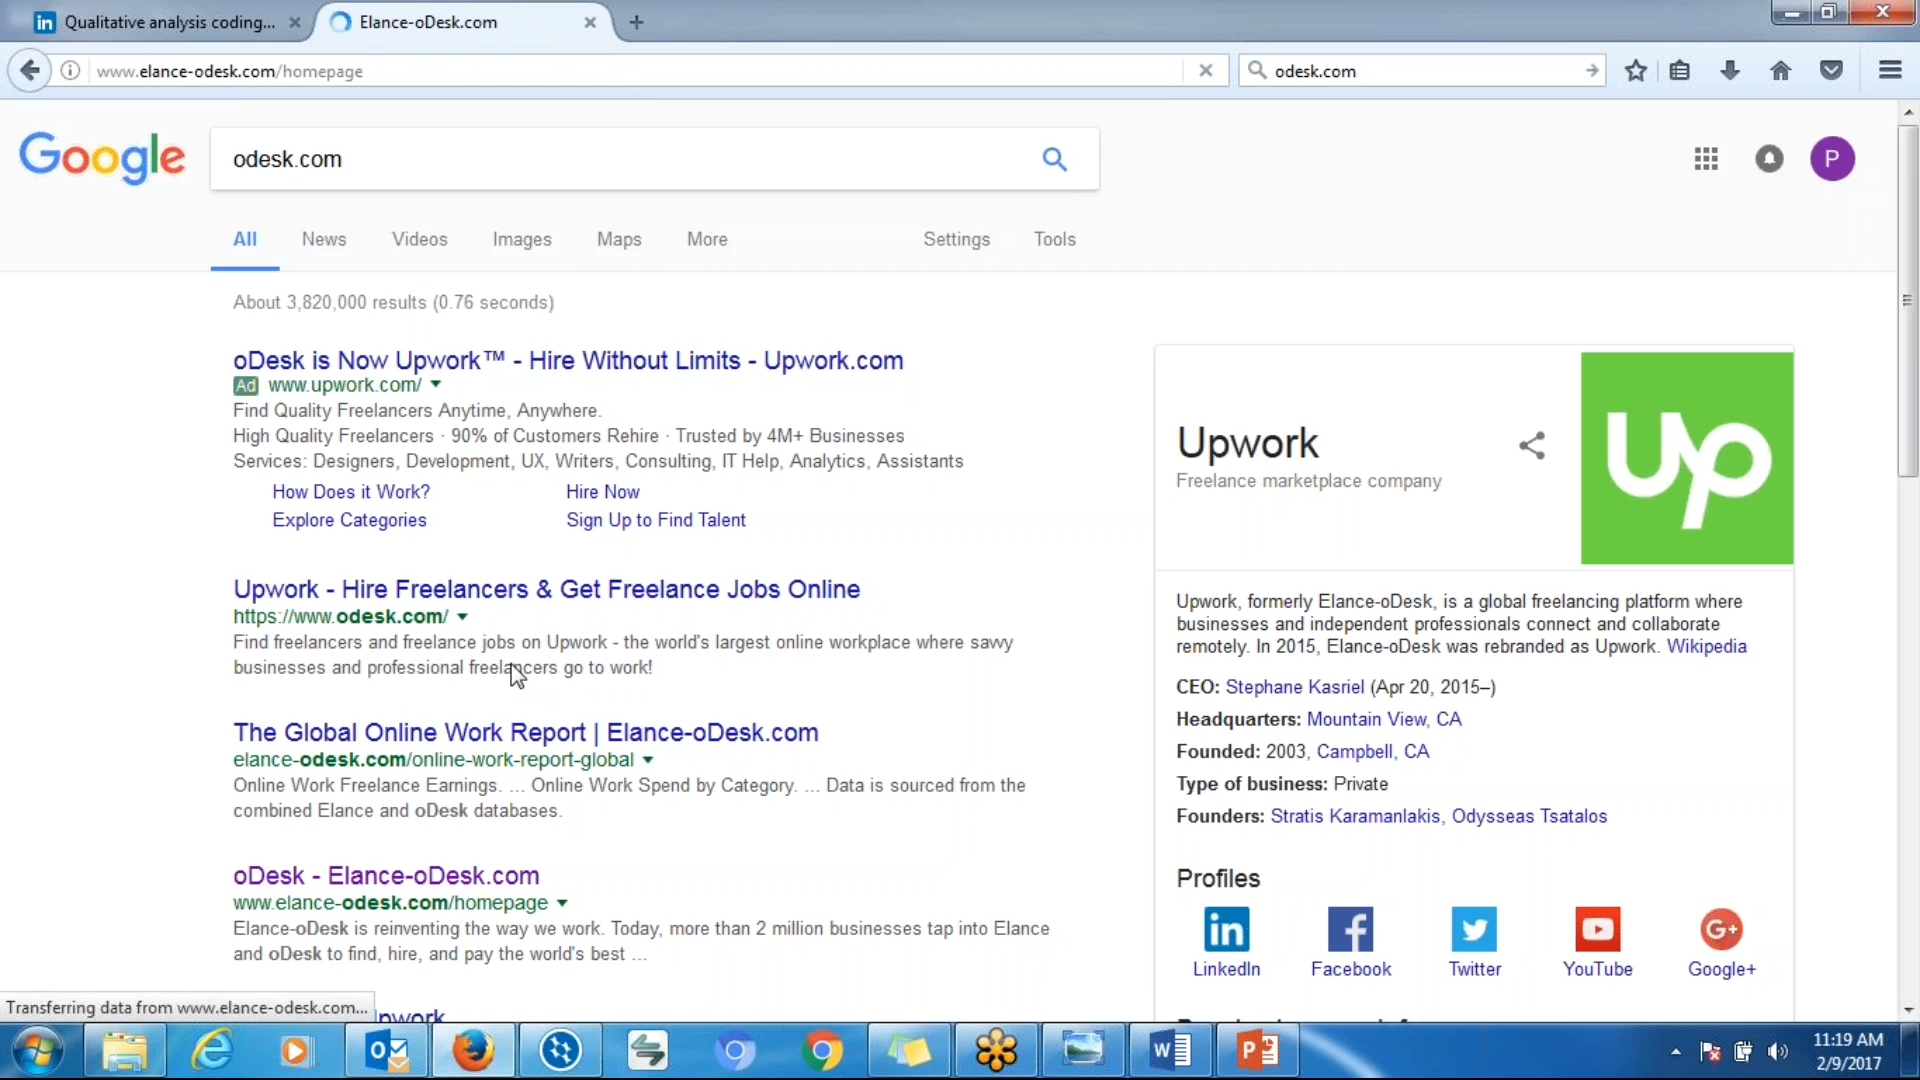 Qualitative analysis coding...
Elance-oDesk.com
www.elance-odesk.com/homepage
odesk.com
Google
odesk.com
P
All
News
Videos
Images
Maps
More
Settings
Tools
About 3,820,000 results (0.76 seconds)
oDesk is Now Upwork™ - Hire Without Limits - Upwork.com
Ad www.upwork.com/
Find Quality Freelancers Anytime, Anywhere.
High Quality Freelancers · 90% of Customers Rehire · Trusted by 4M+ Businesses
Services: Designers, Development, UX, Writers, Consulting, IT Help, Analytics, Assistants
How Does it Work?
Hire Now
Explore Categories
Sign Up to Find Talent
Upwork - Hire Freelancers & Get Freelance Jobs Online
https://www.odesk.com/
Find freelancers and freelance jobs on Upwork - the world's largest online workplace where savvy
businesses and professional freelancers go to work!
The Global Online Work Report | Elance-oDesk.com
elance-odesk.com/online-work-report-global
Online Work Freelance Earnings. ... Online Work Spend by Category. ... Data is sourced from the
combined Elance and oDesk databases.
oDesk - Elance-oDesk.com
www.elance-odesk.com/homepage
Elance-oDesk is reinventing the way we work. Today, more than 2 million businesses tap into Elance
and oDesk to find, hire, and pay the world's best ...
Upwork
Freelance marketplace company
up
Upwork, formerly Elance-oDesk, is a global freelancing platform where
businesses and independent professionals connect and collaborate
remotely. In 2015, Elance-oDesk was rebranded as Upwork. Wikipedia
CEO: Stephane Kasriel (Apr 20, 2015–)
Headquarters: Mountain View, CA
Founded: 2003, Campbell, CA
Type of business: Private
Founders: Stratis Karamanlakis, Odysseas Tsatalos
Profiles
LinkedIn
Facebook
Twitter
YouTube
Google+
Transferring data from www.elance-odesk.com...
11:19 AM
2/9/2017